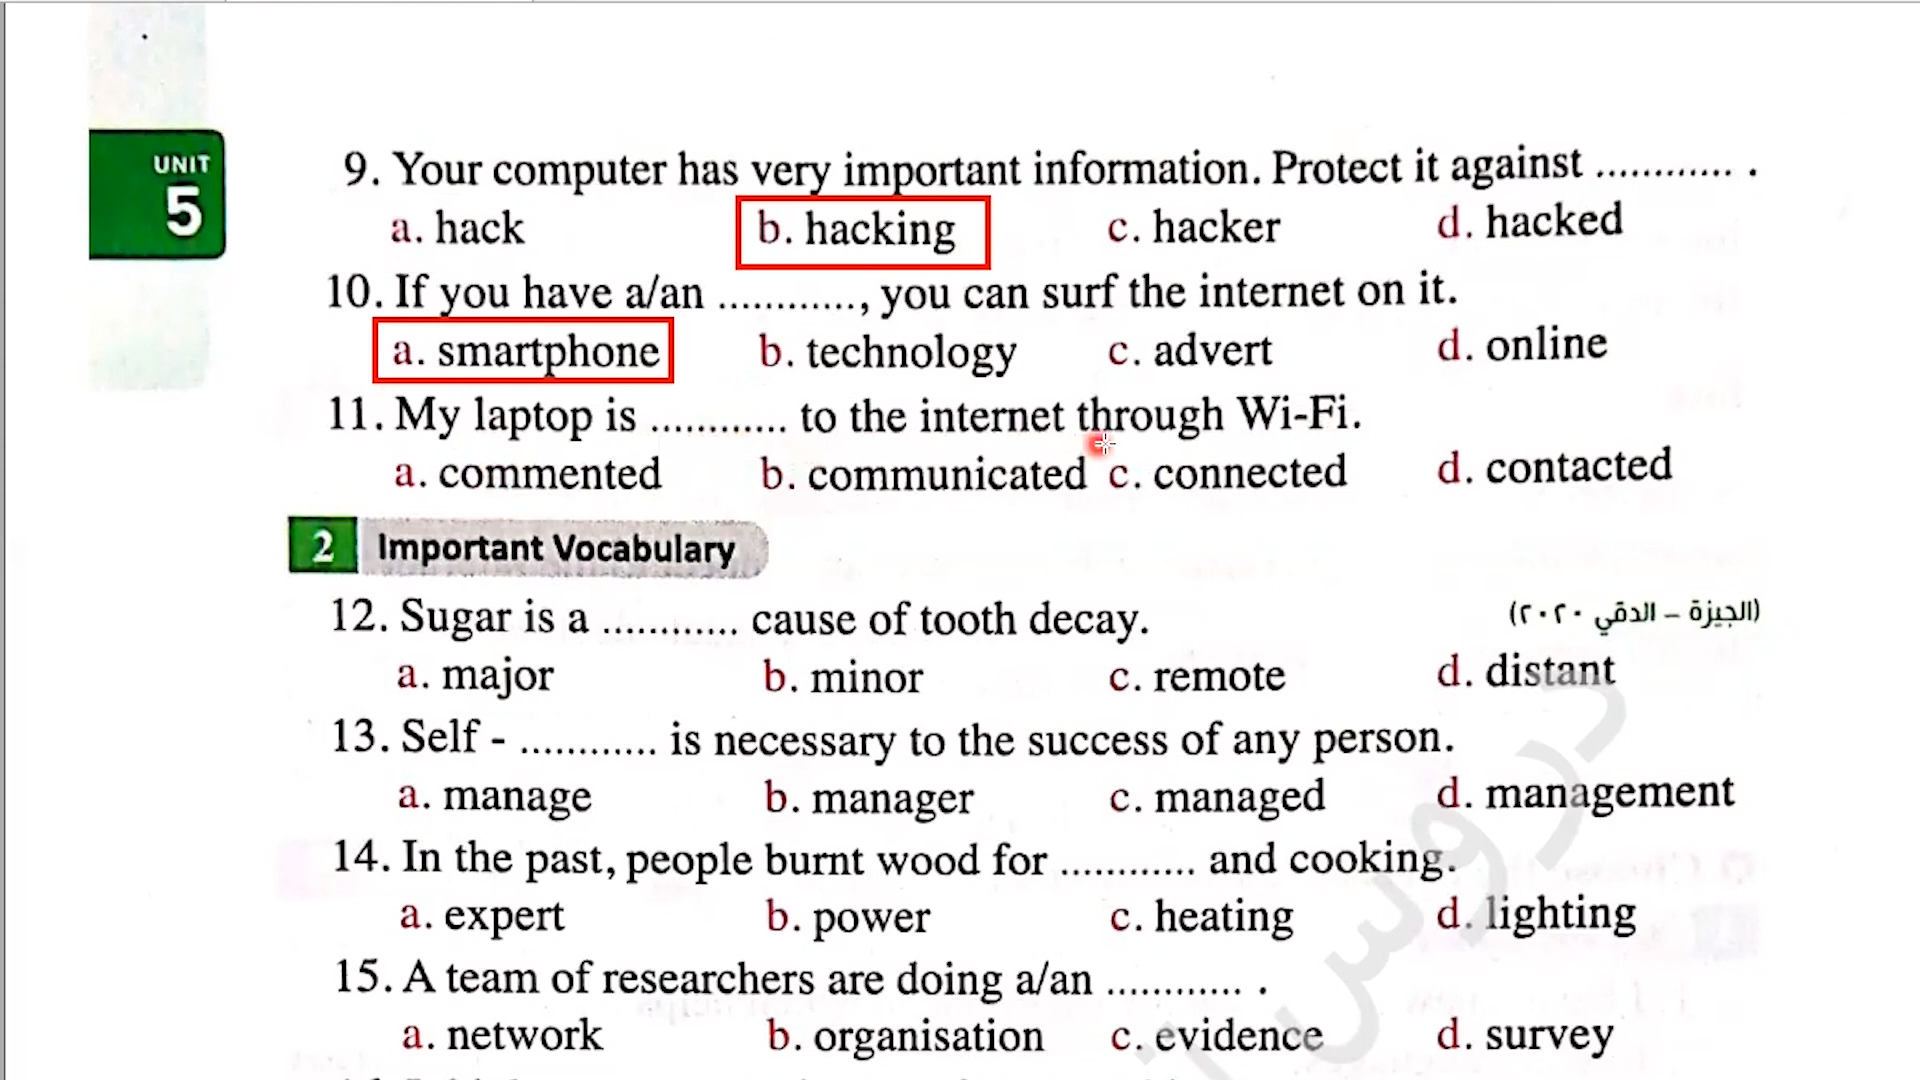 UNIT
5
9. Your computer has very important information. Protect it against ............. .
a. hack b. hacking c. hacker d. hacked
10. If you have a/an ............., you can surf the internet on it.
a. smartphone b. technology c. advert d. online
11. My laptop is ............. to the internet through Wi-Fi.
a. commented b. communicated c. connected d. contacted
2 Important Vocabulary
12. Sugar is a ............. cause of tooth decay. (الجيزة – الدقي ٢٠٢٠)
a. major b. minor c. remote d. distant
13. Self - ............. is necessary to the success of any person.
a. manage b. manager c. managed d. management
14. In the past, people burnt wood for ............. and cooking.
a. expert b. power c. heating d. lighting
15. A team of researchers are doing a/an ............. .
a. network b. organisation c. evidence d. survey
دروس